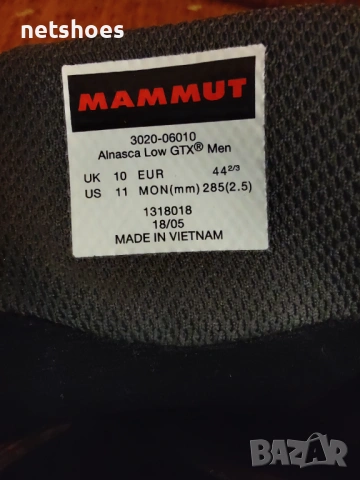 netshoes
MAMMUT
3020-06010
Alnasca Low GTX® Men
UK 10 EUR 44 2/3
US 11 MON(mm) 285(2.5)
1318018
18/05
MADE IN VIETNAM
BAZAR